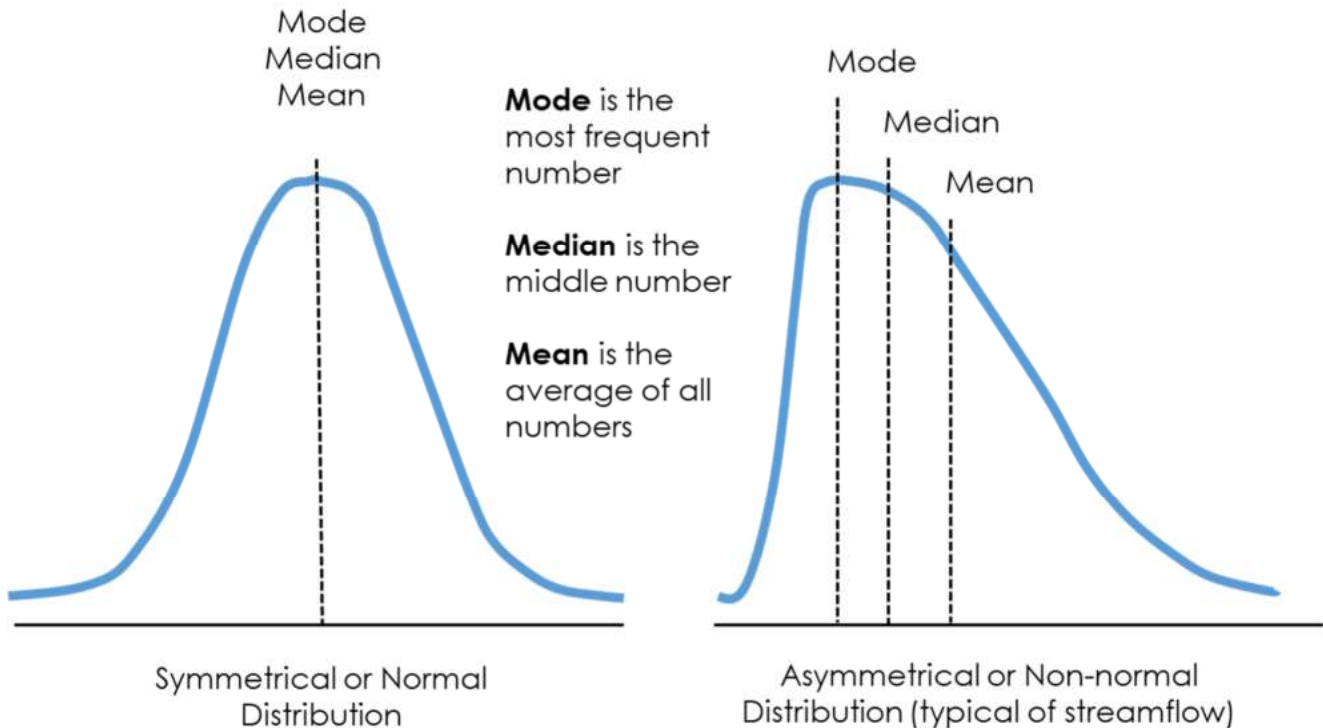 Mode
Median
Mean
Mode is the
most frequent
number
Median is the
middle number
Mean is the
average of all
numbers
Mode
Median
Mean
Symmetrical or Normal
Distribution
Asymmetrical or Non-normal
Distribution (typical of streamflow)